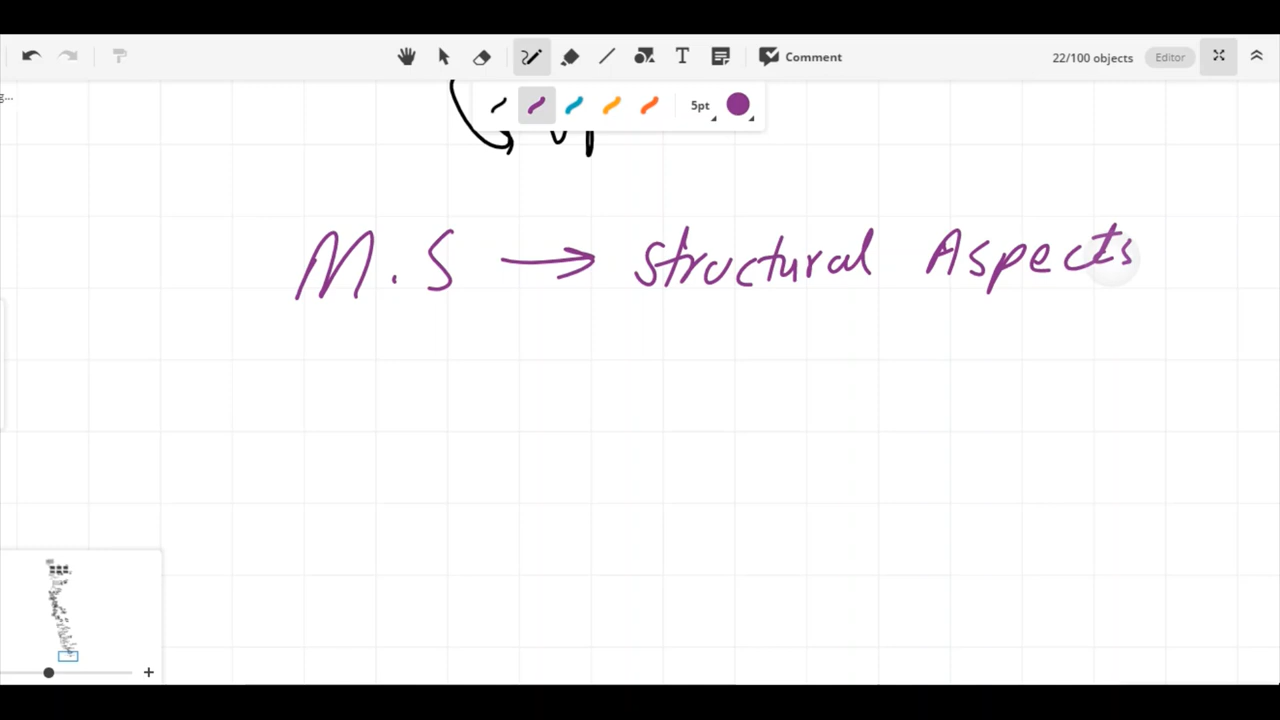 g...
Comment
22/100 objects
Editor
5pt
M.S → Structural Aspects